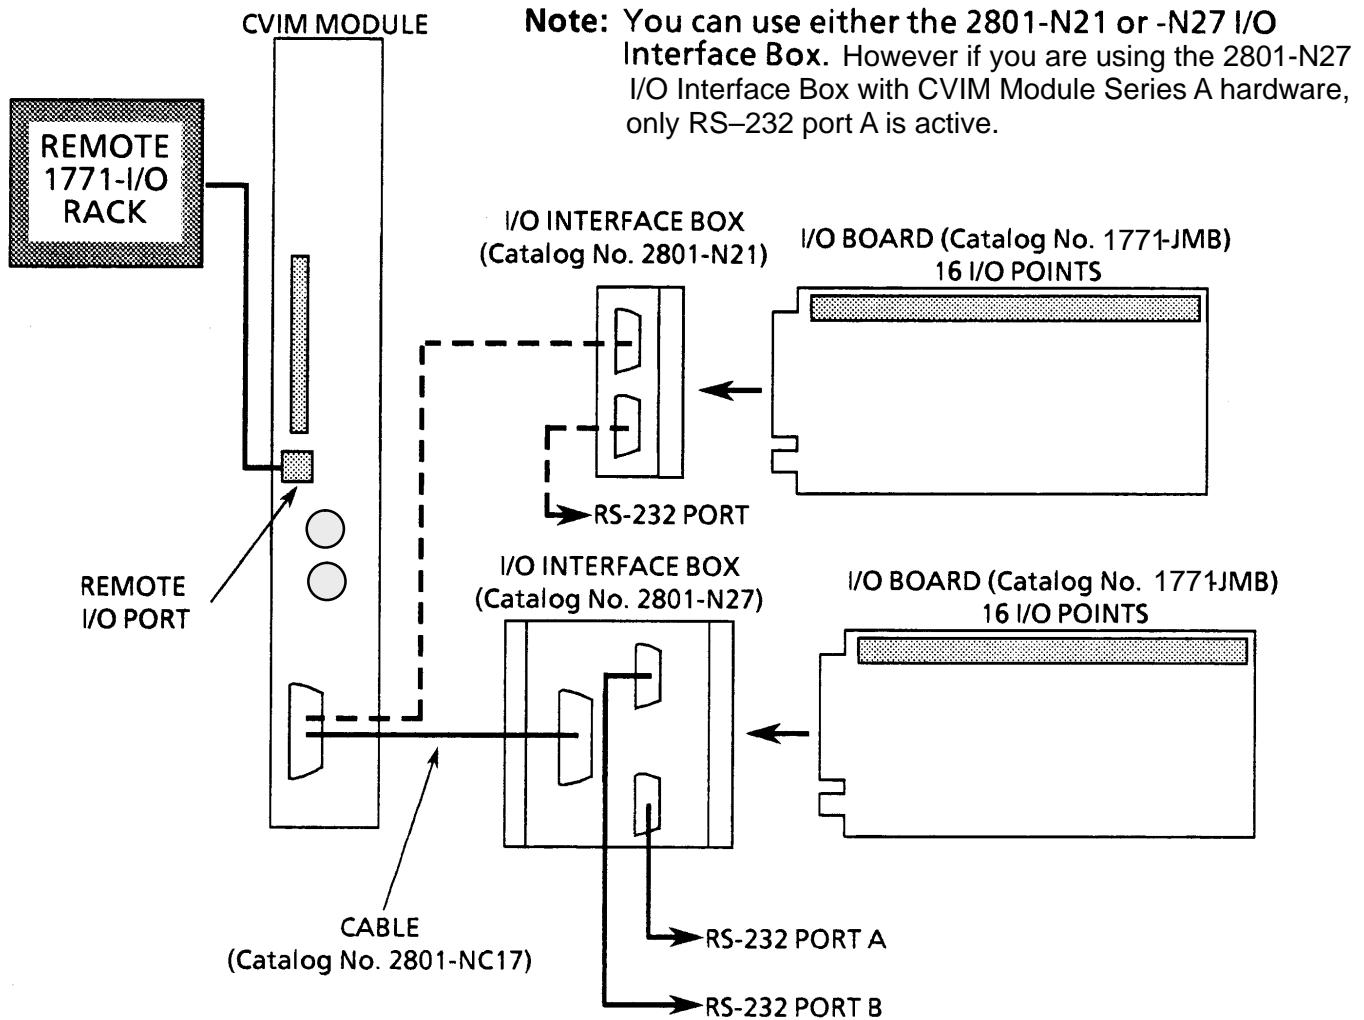 CVIM MODULE
Note: You can use either the 2801-N21 or -N27 I/O
Interface Box. However if you are using the 2801-N27
I/O Interface Box with CVIM Module Series A hardware,
only RS–232 port A is active.
REMOTE
1771-I/O
RACK
I/O INTERFACE BOX
(Catalog No. 2801-N21)
I/O BOARD (Catalog No. 1771-JMB)
16 I/O POINTS
RS-232 PORT
REMOTE
I/O PORT
I/O INTERFACE BOX
(Catalog No. 2801-N27)
I/O BOARD (Catalog No. 1771-JMB)
16 I/O POINTS
CABLE
(Catalog No. 2801-NC17)
RS-232 PORT A
RS-232 PORT B